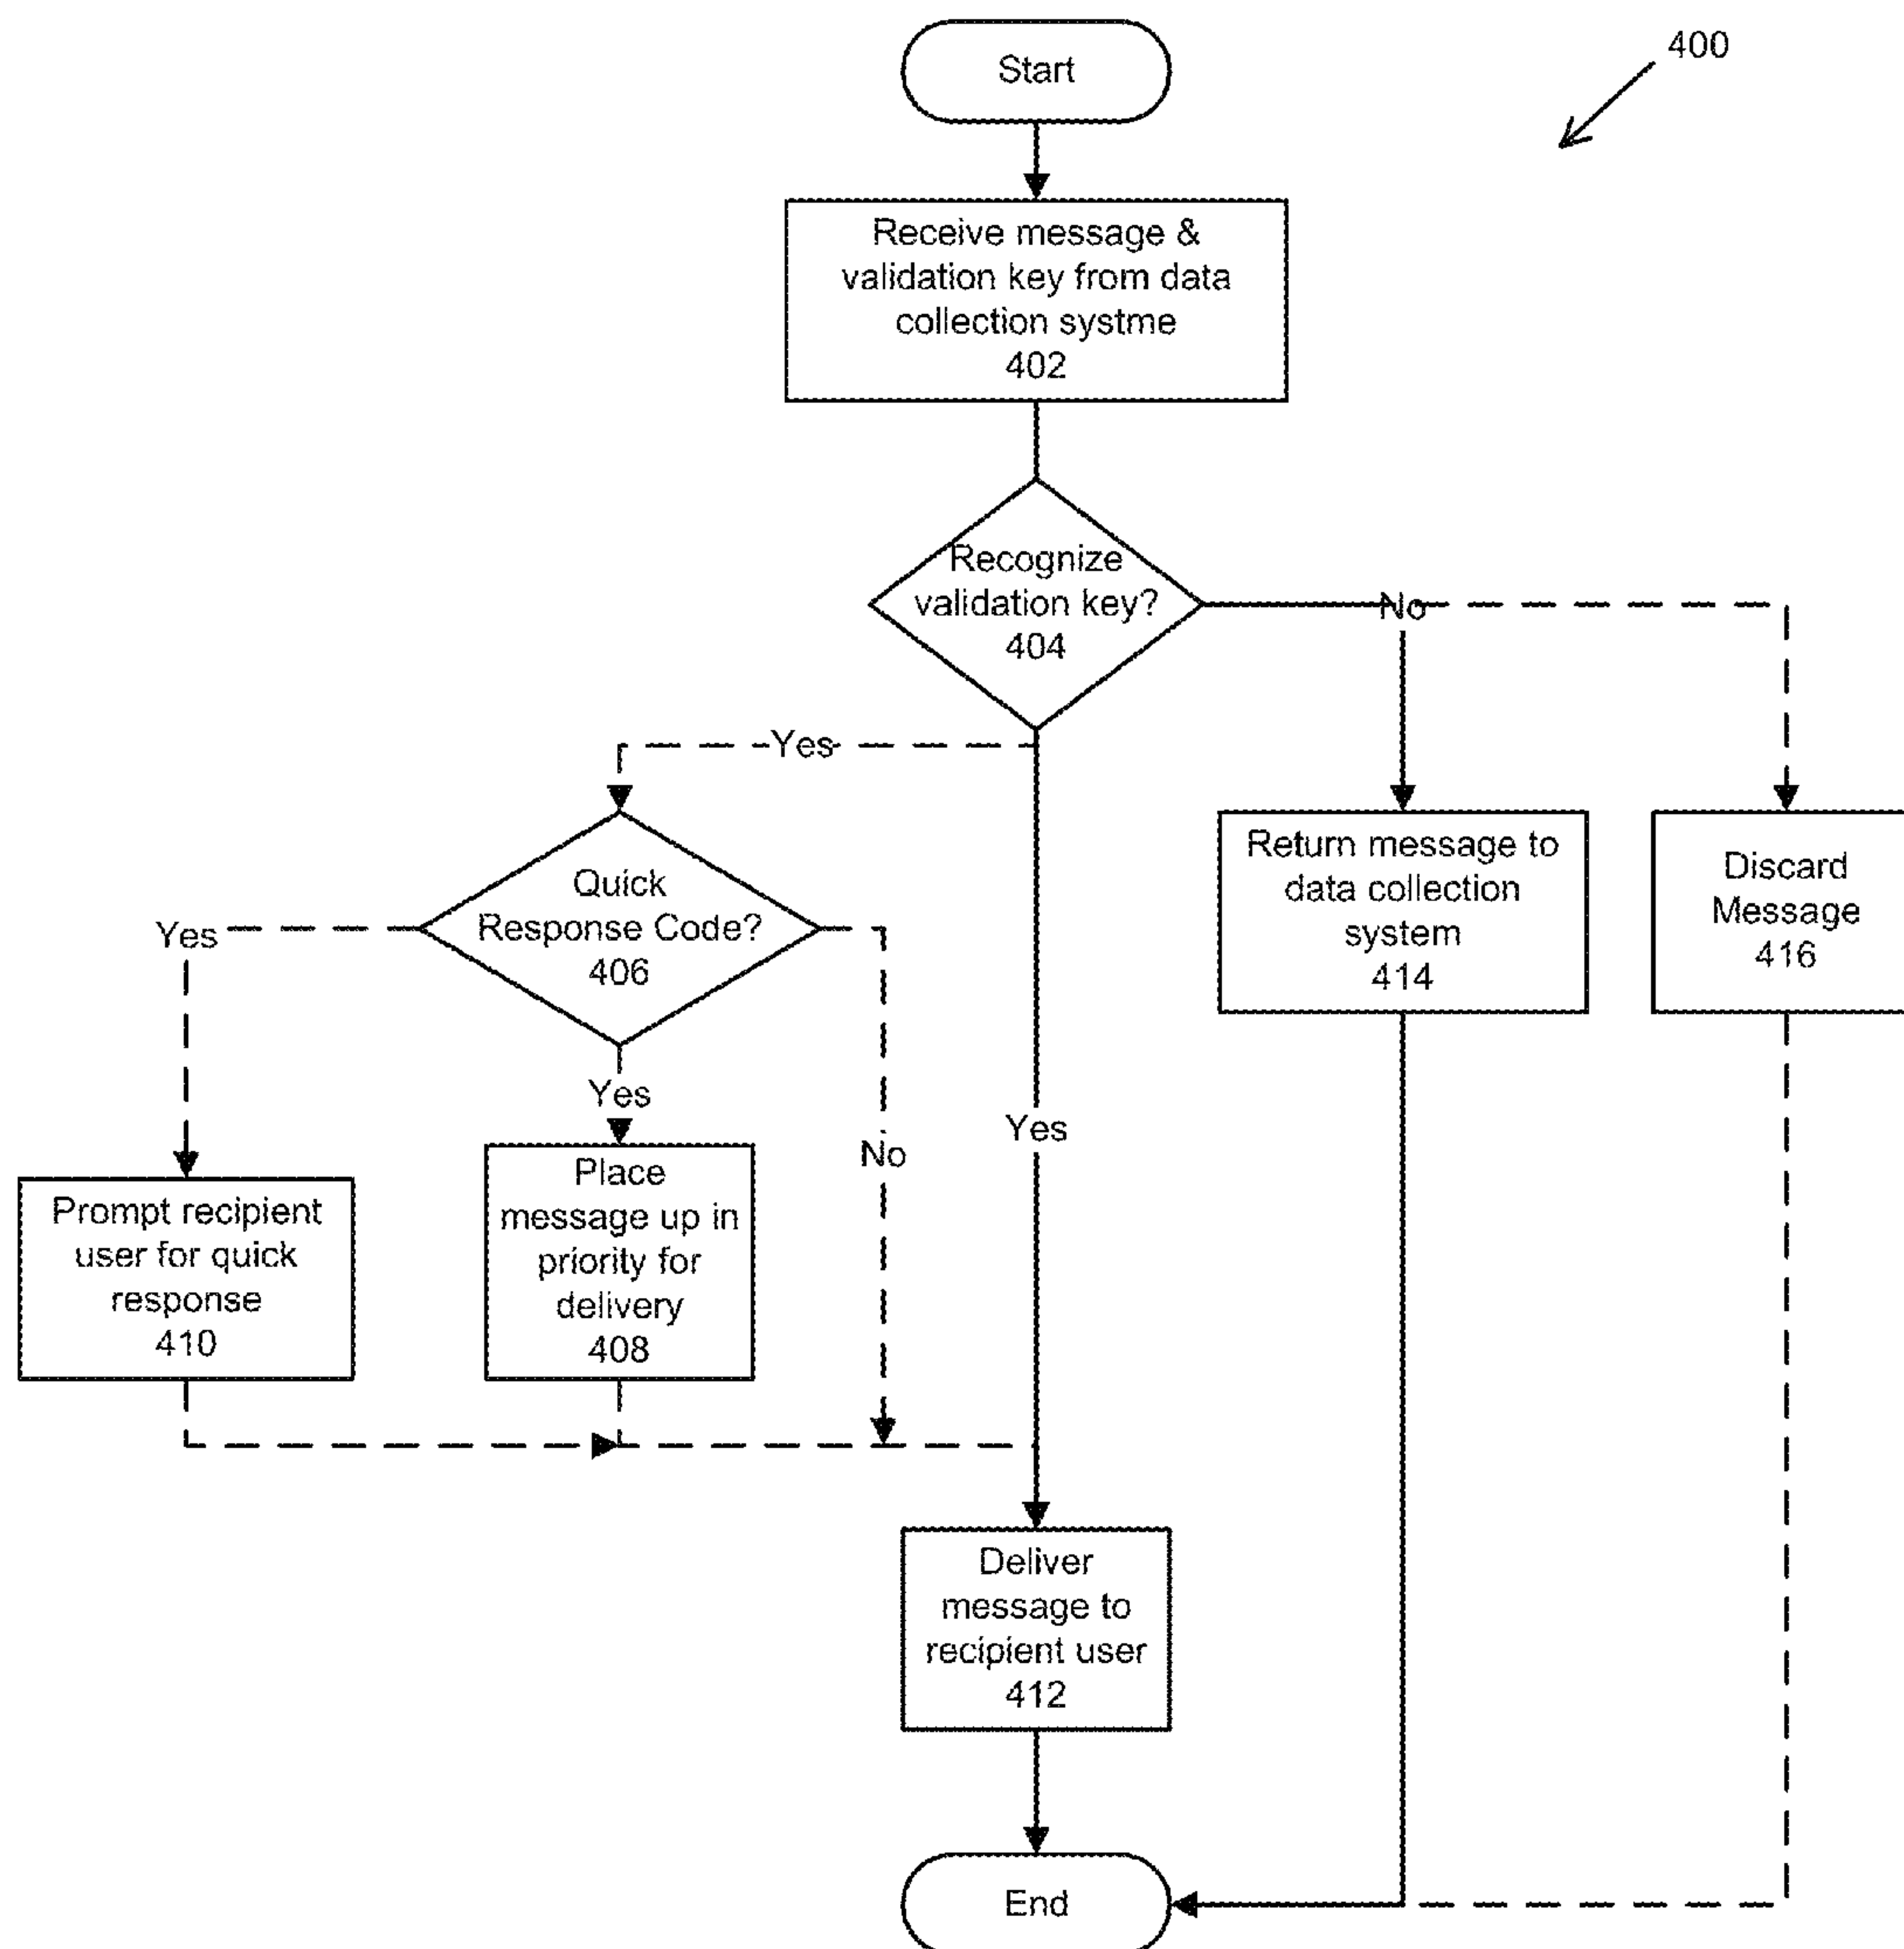 400
Start
Receive message &
validation key from data
collection systme
402
Recognize
validation key?
404
No
Yes
Quick
Response Code?
406
Yes
Yes
No
Yes
Return message to
data collection
system
414
Discard
Message
416
Prompt recipient
user for quick
response
410
Place
message up in
priority for
delivery
408
Deliver
message to
recipient user
412
End